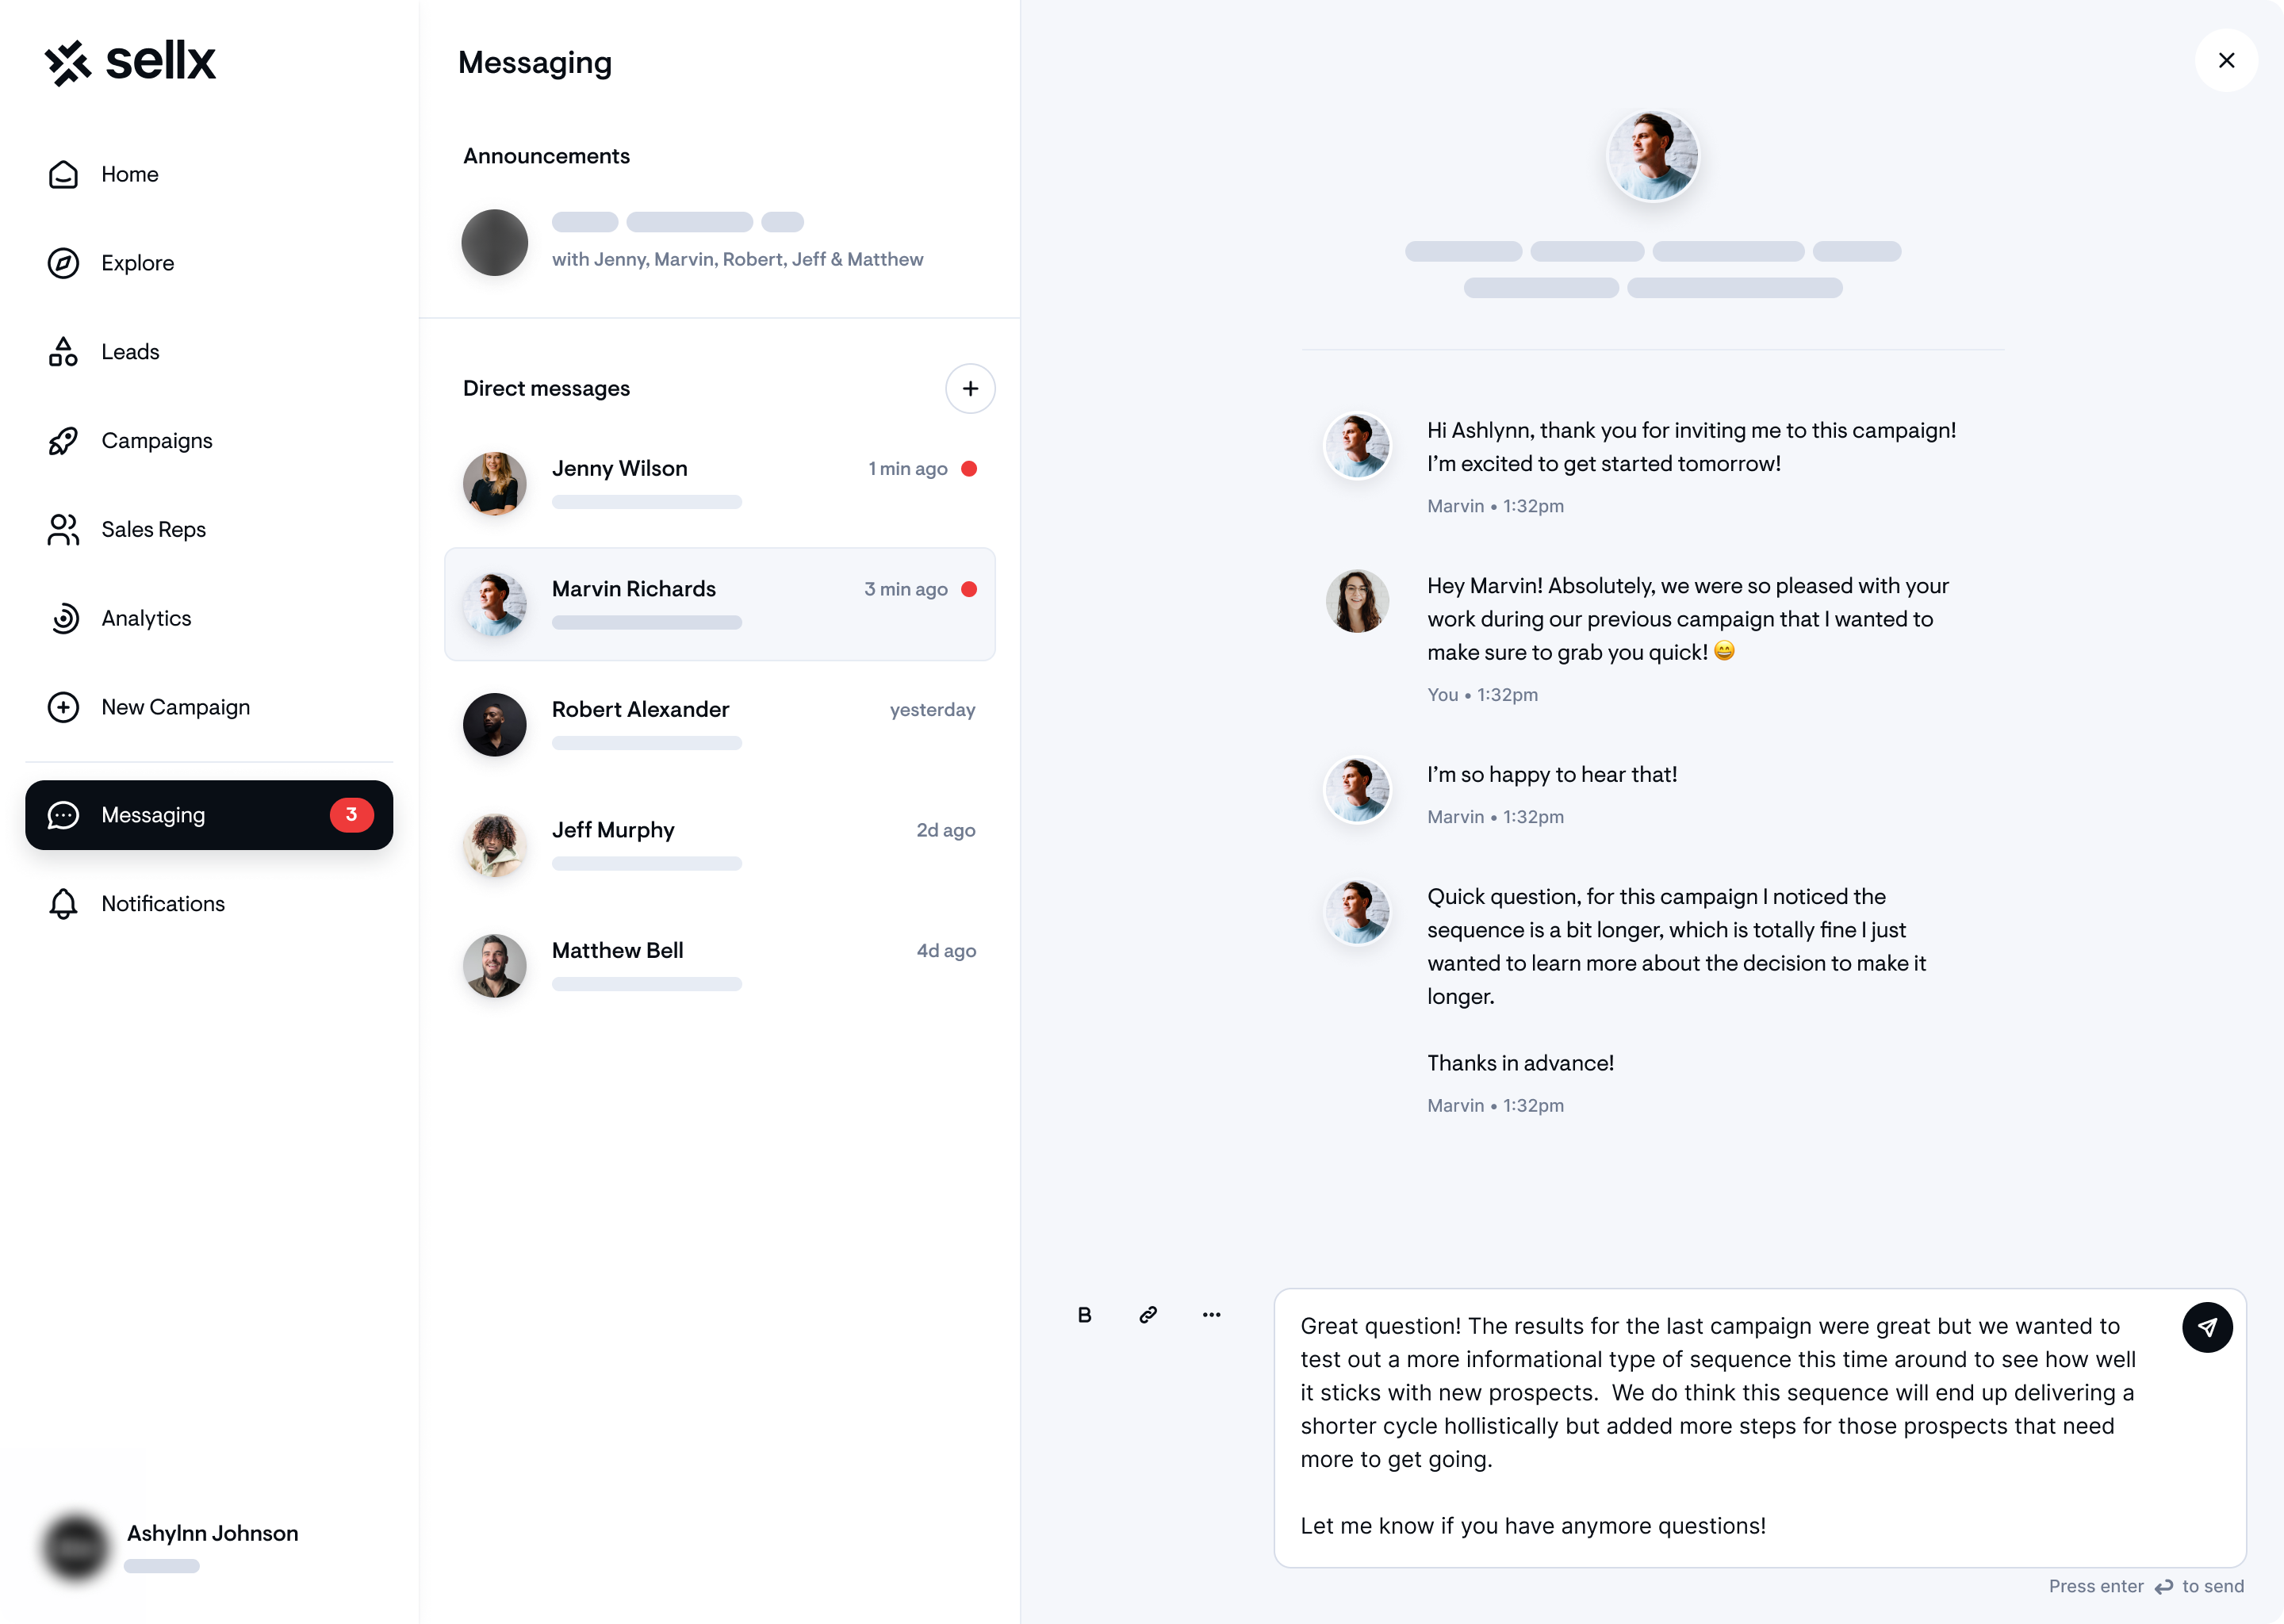 sellx
Home
Explore
Leads
Campaigns
Sales Reps
Analytics
New Campaign
Messaging
3
Notifications
Ashylnn Johnson
Messaging
Announcements
with Jenny, Marvin, Robert, Jeff & Matthew
Direct messages
Jenny Wilson
1 min ago
Marvin Richards
3 min ago
Robert Alexander
yesterday
Jeff Murphy
2d ago
Matthew Bell
4d ago
Hi Ashlynn, thank you for inviting me to this campaign!
I’m excited to get started tomorrow!
Marvin • 1:32pm
Hey Marvin! Absolutely, we were so pleased with your
work during our previous campaign that I wanted to
make sure to grab you quick! 😄
You • 1:32pm
I’m so happy to hear that!
Marvin • 1:32pm
Quick question, for this campaign I noticed the
sequence is a bit longer, which is totally fine I just
wanted to learn more about the decision to make it
longer.
Thanks in advance!
Marvin • 1:32pm
B
Great question! The results for the last campaign were great but we wanted to
test out a more informational type of sequence this time around to see how well
it sticks with new prospects.  We do think this sequence will end up delivering a
shorter cycle hollistically but added more steps for those prospects that need
more to get going.
Let me know if you have anymore questions!
Press enter to send